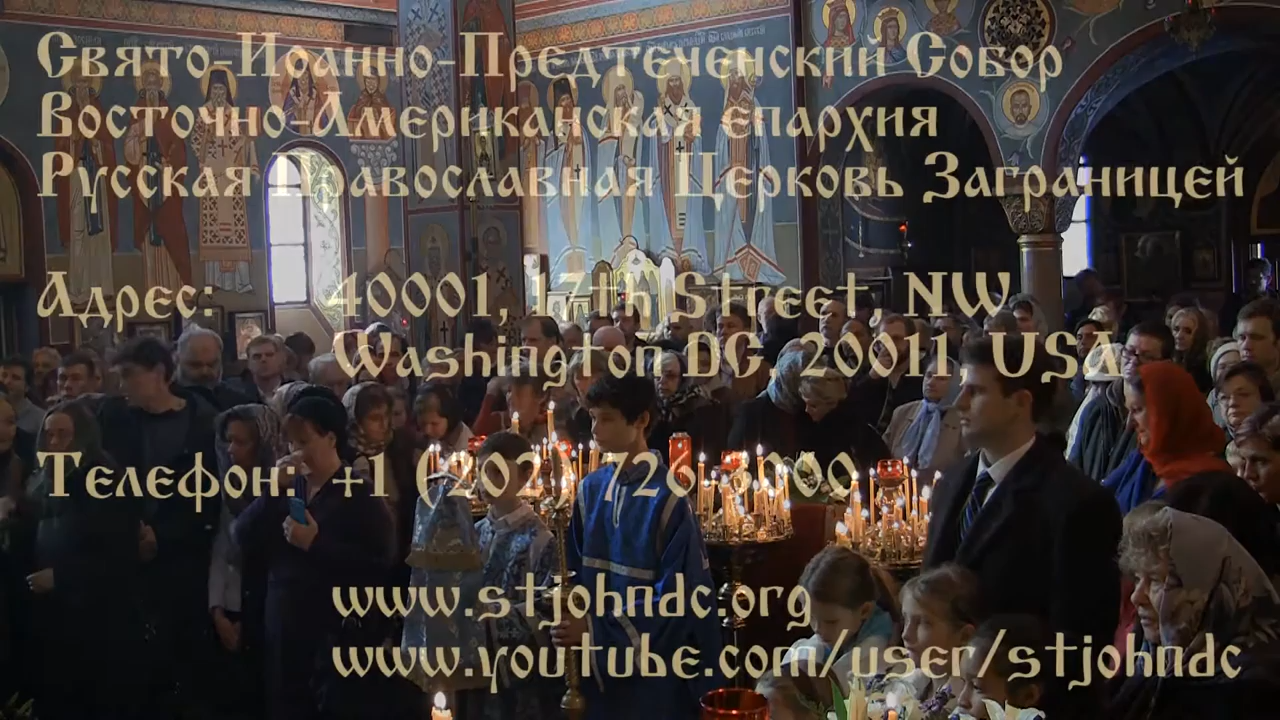 Свято-Иоанно-Предтеченский Собор
Восточно-Американская епархия
Русская Православная Церковь Заграницей
Адрес: 40001, 17th Street, NW
Washington DC, 20011, USA
Телефон: +1 (202) 726-3000
www.stjohndc.org
www.youtube.com/user/stjohndc